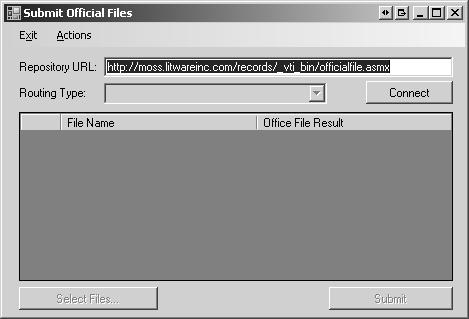 Submit Official Files
Exit Actions
Repository URL: http://moss.litwareinc.com/records/_vti_bin/officialfile.asmx
Routing Type:
Connect
File Name Office File Result
Select Files... Submit